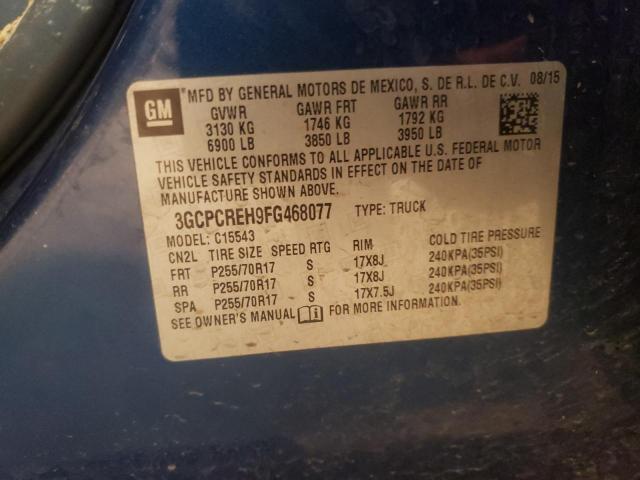 GM
*MFD BY GENERAL MOTORS DE MEXICO, S. DE R.L. DE C.V. 08/15
GVWR GAWR FRT GAWR RR
3130 KG 1746 KG 1792 KG
6900 LB 3850 LB 3950 LB
THIS VEHICLE CONFORMS TO ALL APPLICABLE U.S. FEDERAL MOTOR
VEHICLE SAFETY STANDARDS IN EFFECT ON THE DATE OF
MANUFACTURE SHOWN ABOVE.
3GCPCREH9FG468077 TYPE: TRUCK
MODEL: C15543
CN2L TIRE SIZE SPEED RTG RIM COLD TIRE PRESSURE
FRT P255/70R17 S 17X8J 240KPA(35PSI)
RR P255/70R17 S 17X8J 240KPA(35PSI)
SPA P255/70R17 S 17X7.5J 240KPA(35PSI)
SEE OWNER'S MANUAL FOR MORE INFORMATION.